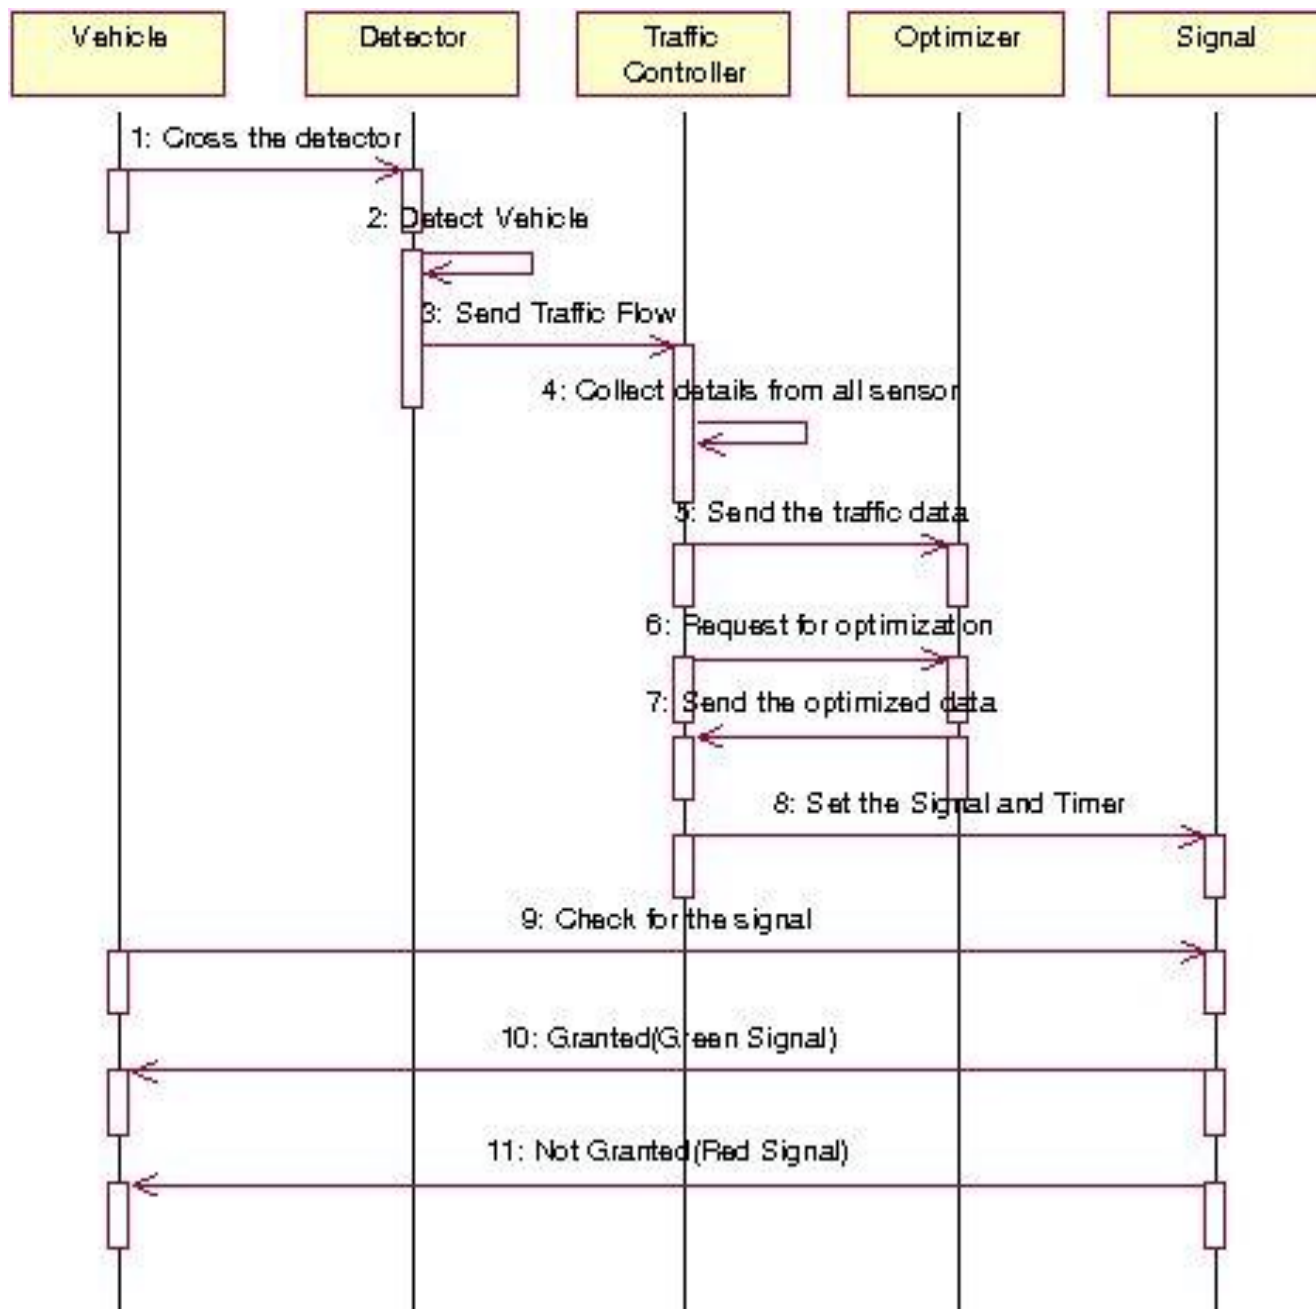 Vehicle
Detector
Traffic
Controller
Optimizer
Signal
1: Cross the detector
2: Detect Vehicle
3: Send Traffic Flow
4: Collect details from all sensor
5: Send the traffic data
6: Request for optimization
7: Send the optimized data
8: Set the Signal and Timer
9: Check for the signal
10: Granted(Green Signal)
11: Not Granted(Red Signal)